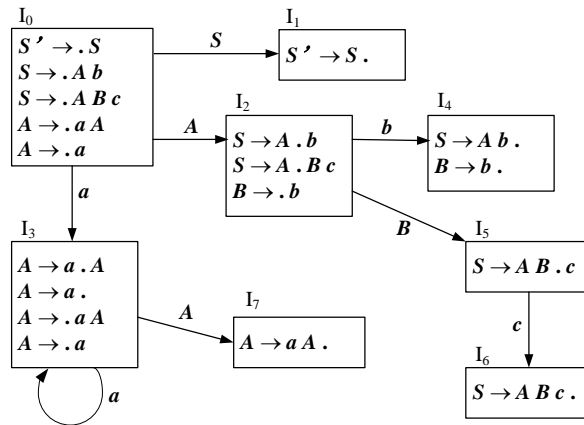 I0
S' → . S
S → . A b
S → . A B c
A → . a A
A → . a
S
I1
S' → S .
A
I2
S → A . b
S → A . B c
B → . b
b
I4
S → A b .
B → b .
a
B
I3
A → a . A
A → a .
A → . a A
A → . a
I5
S → A B . c
A
I7
A → a A .
c
a
I6
S → A B c .